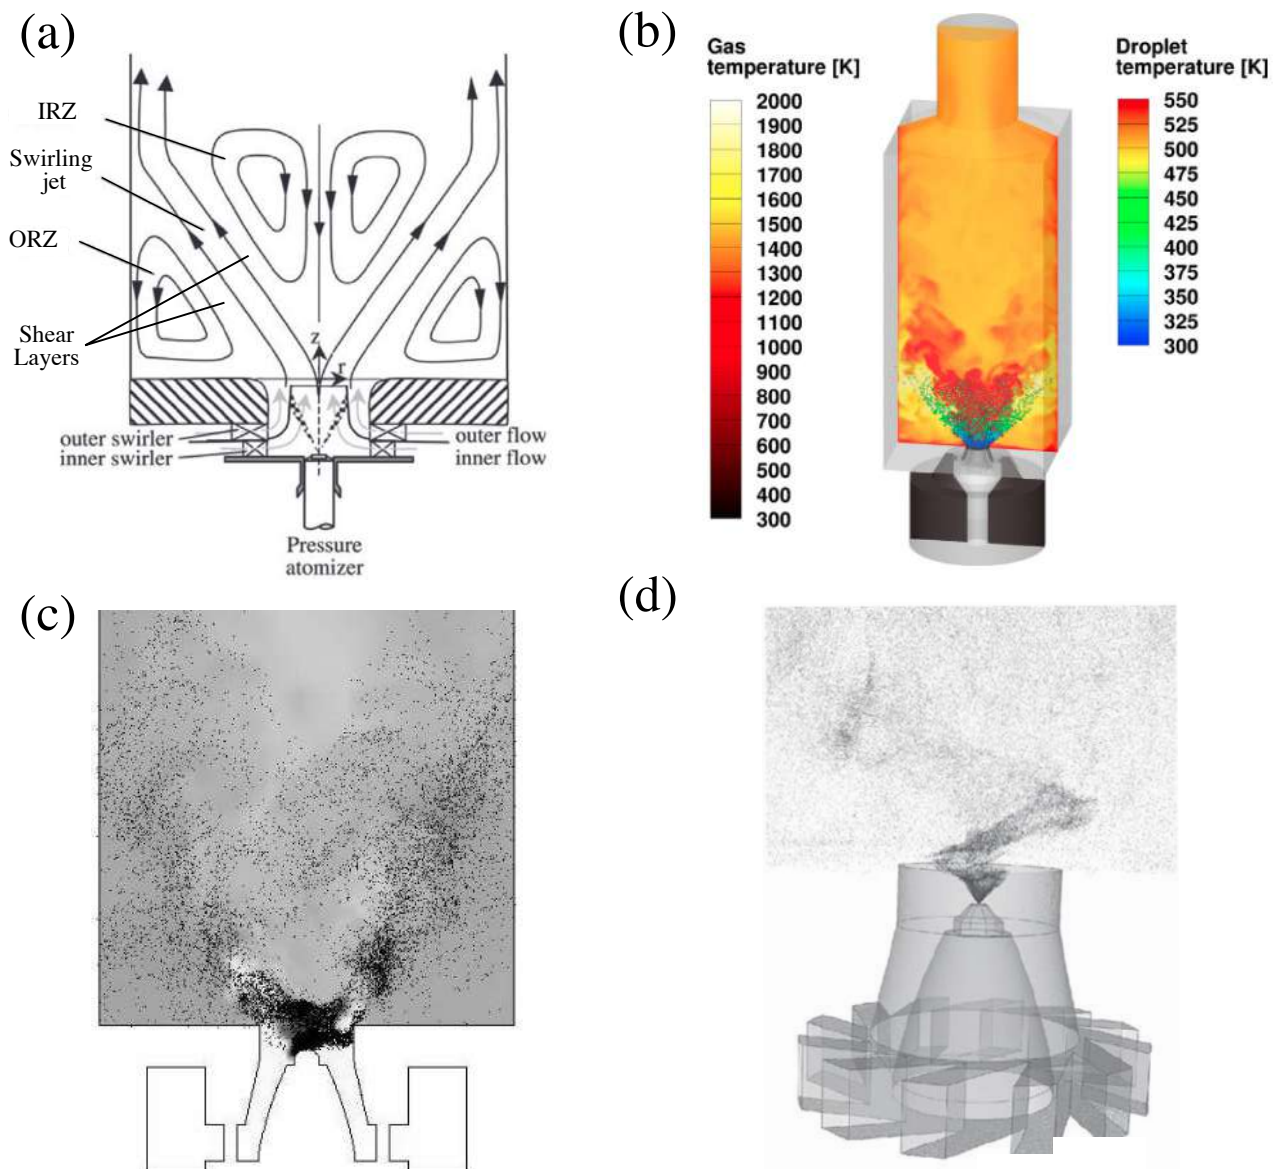 (a)
IRZ
Swirling
jet
ORZ
Shear
Layers
z
r
outer swirler
inner swirler
outer flow
inner flow
Pressure
atomizer
(b)
Gas
temperature [K]
2000
1900
1800
1700
1600
1500
1400
1300
1200
1100
1000
900
800
700
600
500
400
300
Droplet
temperature [K]
550
525
500
475
450
425
400
375
350
325
300
(c)
(d)